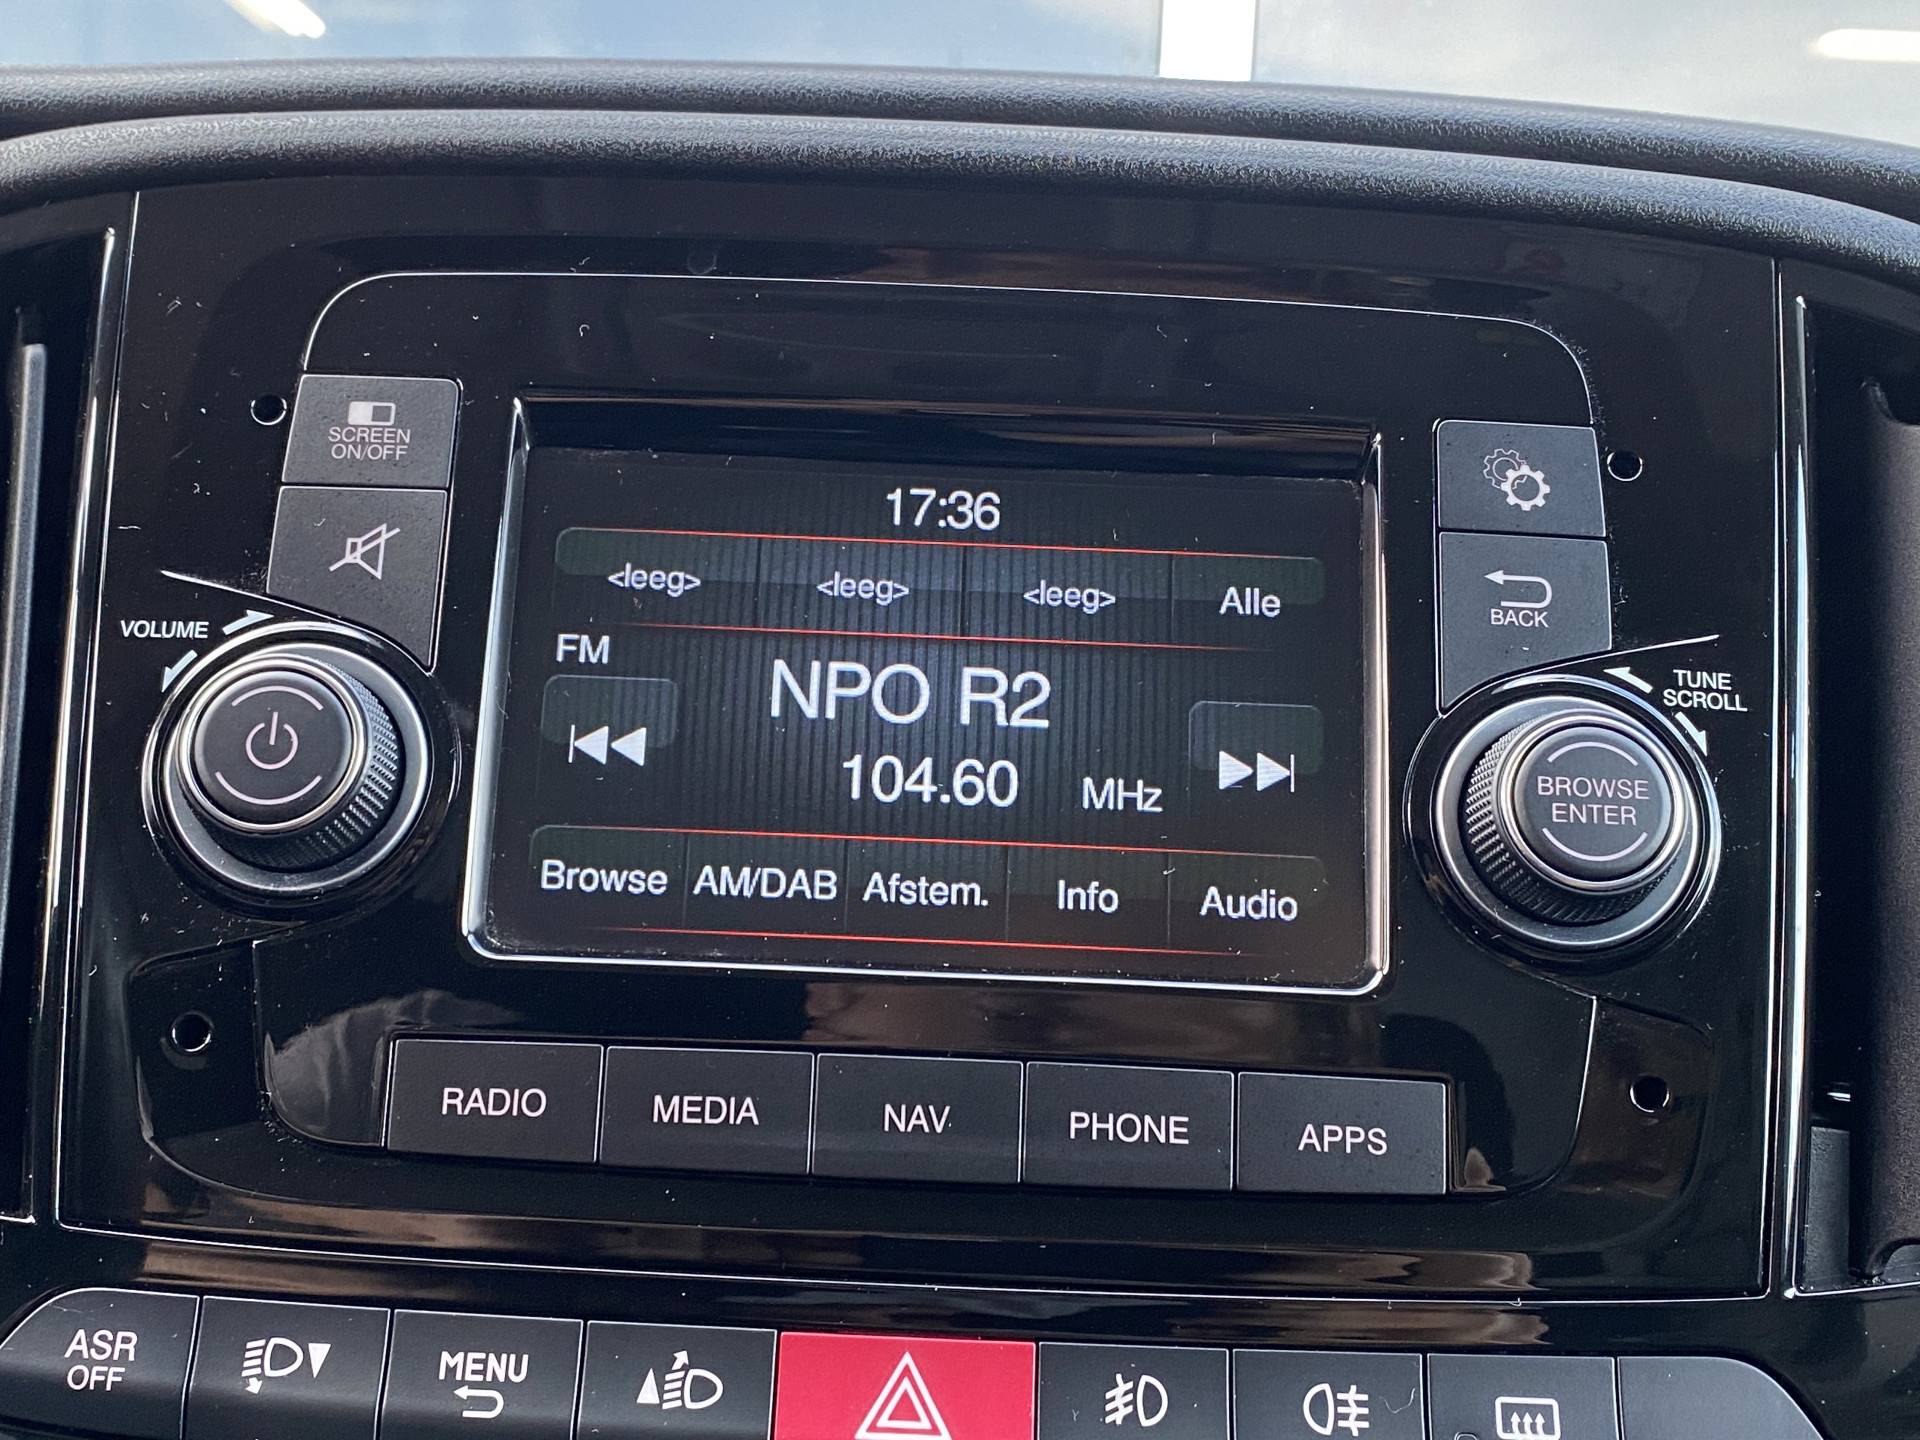 SCREEN
ON/OFF
VOLUME
17:36
<leeg> <leeg> <leeg> Alle
FM
NPO R2
104.60 MHz
Browse AM/DAB Afstem. Info Audio
BACK
TUNE
SCROLL
BROWSE
ENTER
RADIO MEDIA NAV PHONE APPS
ASR
OFF
MENU